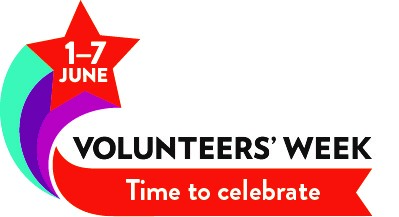 1–7
JUNE
VOLUNTEERS’ WEEK
Time to celebrate